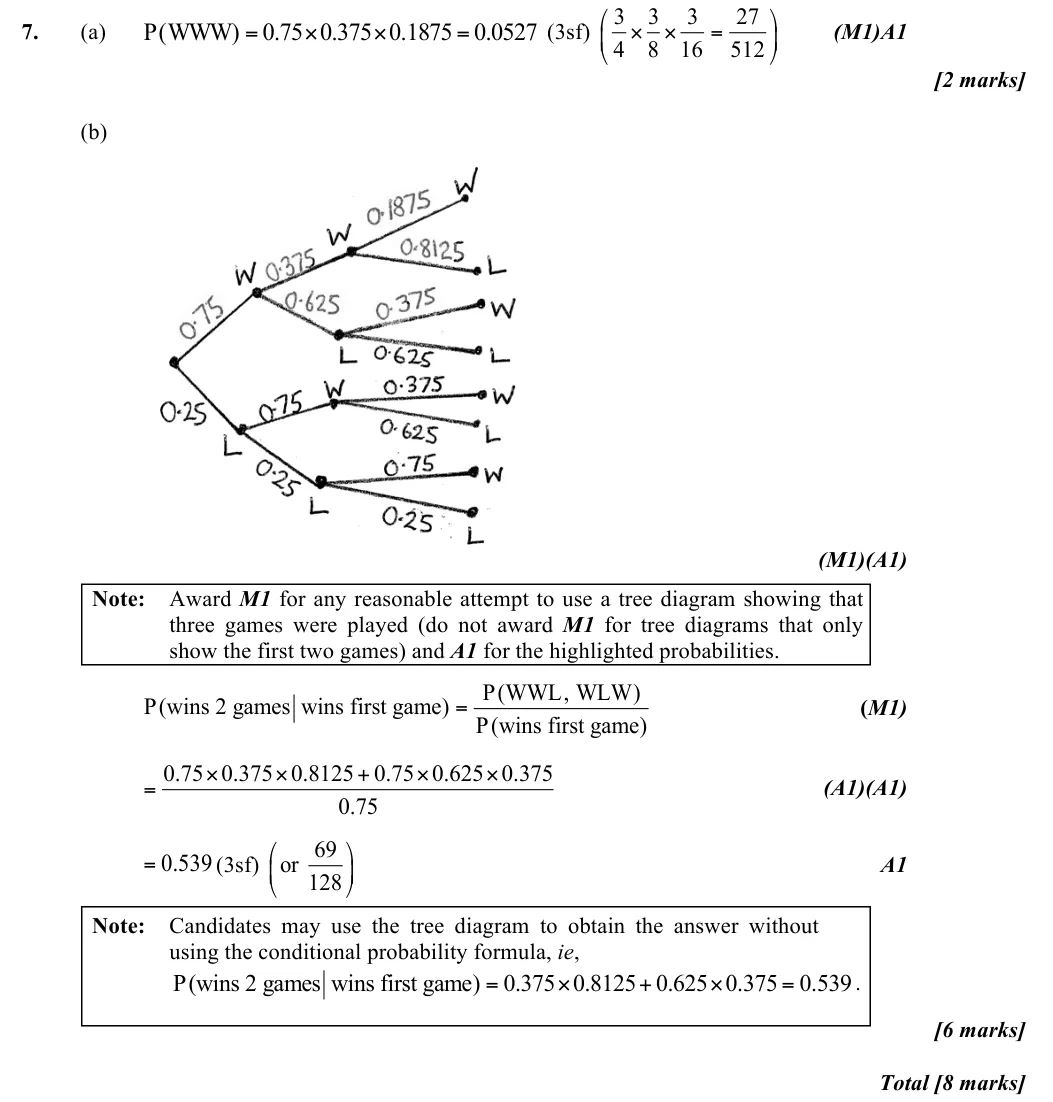 7. (a) P(WWW) = 0.75×0.375×0.1875 = 0.0527 (3sf) (3/4 × 3/8 × 3/16 = 27/512) (M1)A1
[2 marks]
(b)
W
0.1875
W
0.8125
L
W 0.375
0.75
0.625
0.375
W
L 0.625
L
0.25
L
0.75
W
0.375
W
0.625
L
0.25
L
0.75
W
0.25
L
(M1)(A1)
Note: Award M1 for any reasonable attempt to use a tree diagram showing that
three games were played (do not award M1 for tree diagrams that only
show the first two games) and A1 for the highlighted probabilities.
P(wins 2 games| wins first game) = P(WWL, WLW) / P(wins first game) (M1)
= 0.75×0.375×0.8125+0.75×0.625×0.375 / 0.75 (A1)(A1)
= 0.539 (3sf) (or 69/128) A1
Note: Candidates may use the tree diagram to obtain the answer without
using the conditional probability formula, ie,
P(wins 2 games| wins first game) = 0.375×0.8125+0.625×0.375 = 0.539.
[6 marks]
Total [8 marks]